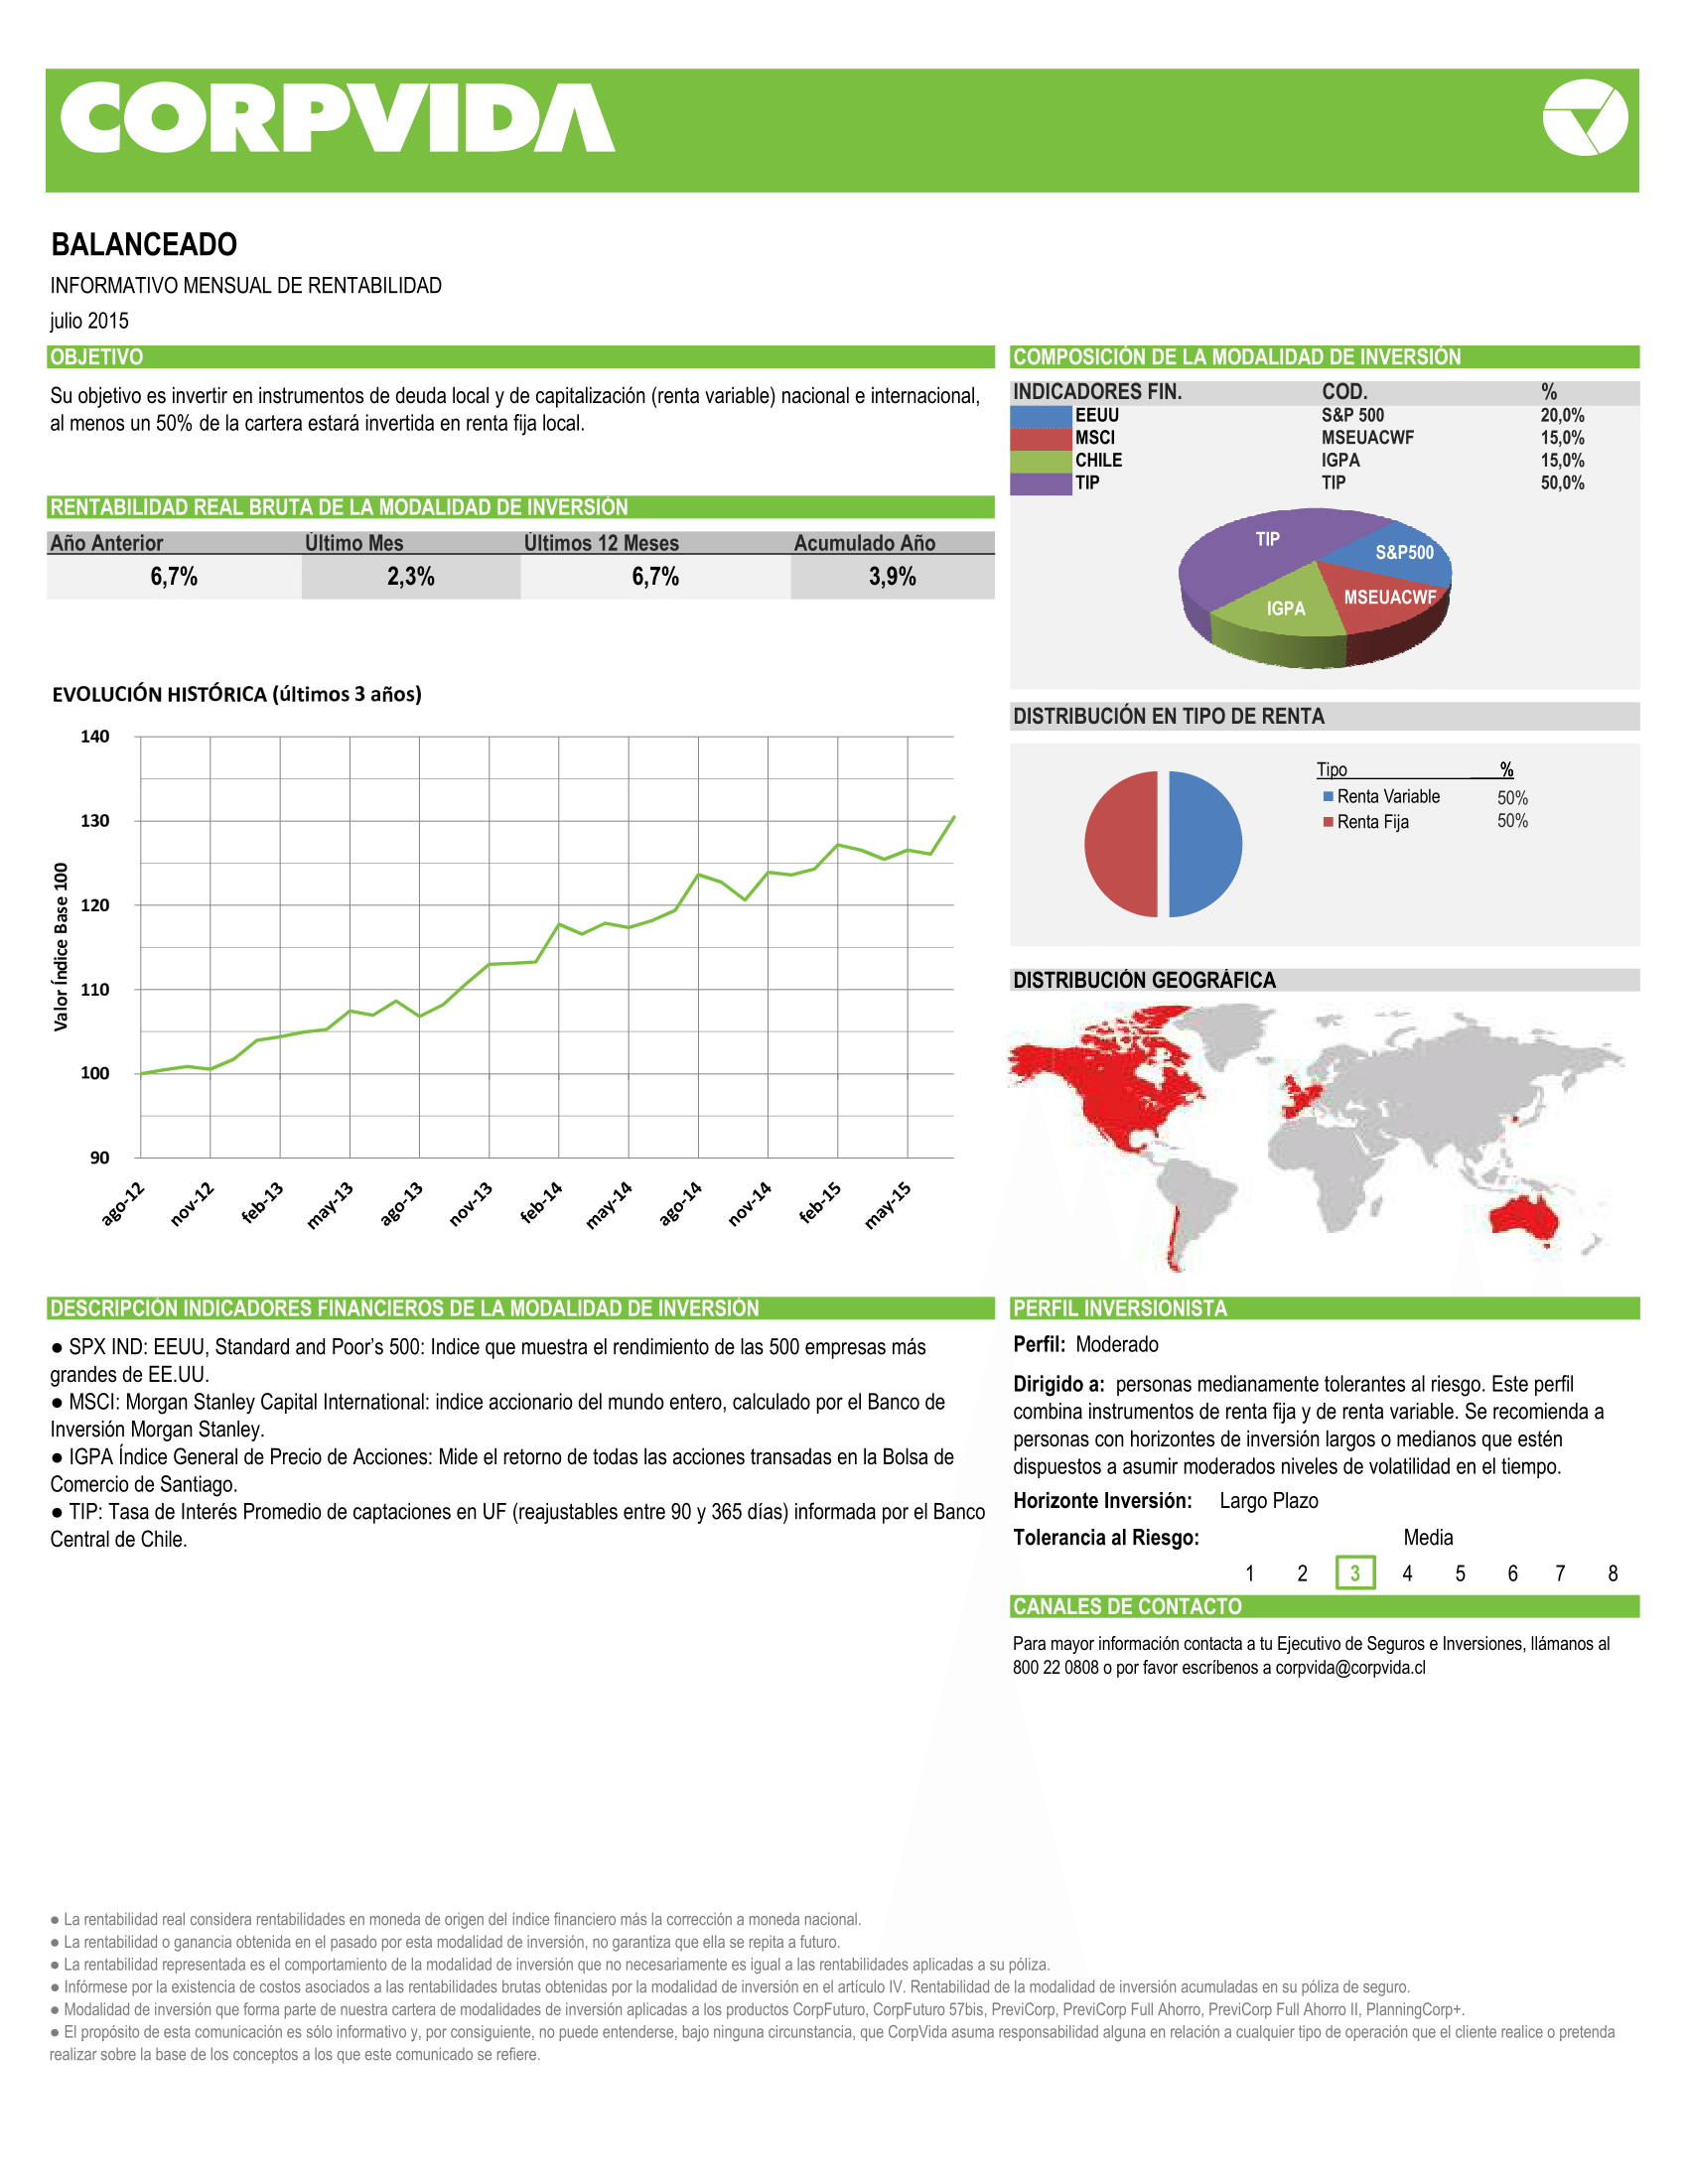 CORPVIDA
BALANCEADO
INFORMATIVO MENSUAL DE RENTABILIDAD
julio 2015
OBJETIVO
Su objetivo es invertir en instrumentos de deuda local y de capitalización (renta variable) nacional e internacional,
al menos un 50% de la cartera estará invertida en renta fija local.
RENTABILIDAD REAL BRUTA DE LA MODALIDAD DE INVERSIÓN
Año Anterior Último Mes Últimos 12 Meses Acumulado Año
6,7% 2,3% 6,7% 3,9%
EVOLUCIÓN HISTÓRICA (últimos 3 años)
Valor Índice Base 100
140
130
120
110
100
90
ago-12 nov-12 feb-13 may-13 ago-13 nov-13 feb-14 may-14 ago-14 nov-14 feb-15 may-15
COMPOSICIÓN DE LA MODALIDAD DE INVERSIÓN
INDICADORES FIN. COD. %
EEUU S&P 500 20,0%
MSCI MSEUACWF 15,0%
CHILE IGPA 15,0%
TIP TIP 50,0%
TIP
S&P500
MSEUACWF
IGPA
DISTRIBUCIÓN EN TIPO DE RENTA
Tipo %
Renta Variable 50%
Renta Fija 50%
DISTRIBUCIÓN GEOGRÁFICA
DESCRIPCIÓN INDICADORES FINANCIEROS DE LA MODALIDAD DE INVERSIÓN
● SPX IND: EEUU, Standard and Poor’s 500: Indice que muestra el rendimiento de las 500 empresas más
grandes de EE.UU.
● MSCI: Morgan Stanley Capital International: indice accionario del mundo entero, calculado por el Banco de
Inversión Morgan Stanley.
● IGPA Índice General de Precio de Acciones: Mide el retorno de todas las acciones transadas en la Bolsa de
Comercio de Santiago.
● TIP: Tasa de Interés Promedio de captaciones en UF (reajustables entre 90 y 365 días) informada por el Banco
Central de Chile.
PERFIL INVERSIONISTA
Perfil: Moderado
Dirigido a: personas medianamente tolerantes al riesgo. Este perfil
combina instrumentos de renta fija y de renta variable. Se recomienda a
personas con horizontes de inversión largos o medianos que estén
dispuestos a asumir moderados niveles de volatilidad en el tiempo.
Horizonte Inversión: Largo Plazo
Tolerancia al Riesgo: Media
1 2 3 4 5 6 7 8
CANALES DE CONTACTO
Para mayor información contacta a tu Ejecutivo de Seguros e Inversiones, llámanos al
800 22 0808 o por favor escríbenos a corpvida@corpvida.cl
● La rentabilidad real considera rentabilidades en moneda de origen del índice financiero más la corrección a moneda nacional.
● La rentabilidad o ganancia obtenida en el pasado por esta modalidad de inversión, no garantiza que ella se repita a futuro.
● La rentabilidad representada es el comportamiento de la modalidad de inversión que no necesariamente es igual a las rentabilidades aplicadas a su póliza.
● Infórmese por la existencia de costos asociados a las rentabilidades brutas obtenidas por la modalidad de inversión en el artículo IV. Rentabilidad de la modalidad de inversión acumuladas en su póliza de seguro.
● Modalidad de inversión que forma parte de nuestra cartera de modalidades de inversión aplicadas a los productos CorpFuturo, CorpFuturo 57bis, PreviCorp, PreviCorp Full Ahorro, PreviCorp Full Ahorro II, PlanningCorp+.
● El propósito de esta comunicación es sólo informativo y, por consiguiente, no puede entenderse, bajo ninguna circunstancia, que CorpVida asuma responsabilidad alguna en relación a cualquier tipo de operación que el cliente realice o pretenda
realizar sobre la base de los conceptos a los que este comunicado se refiere.